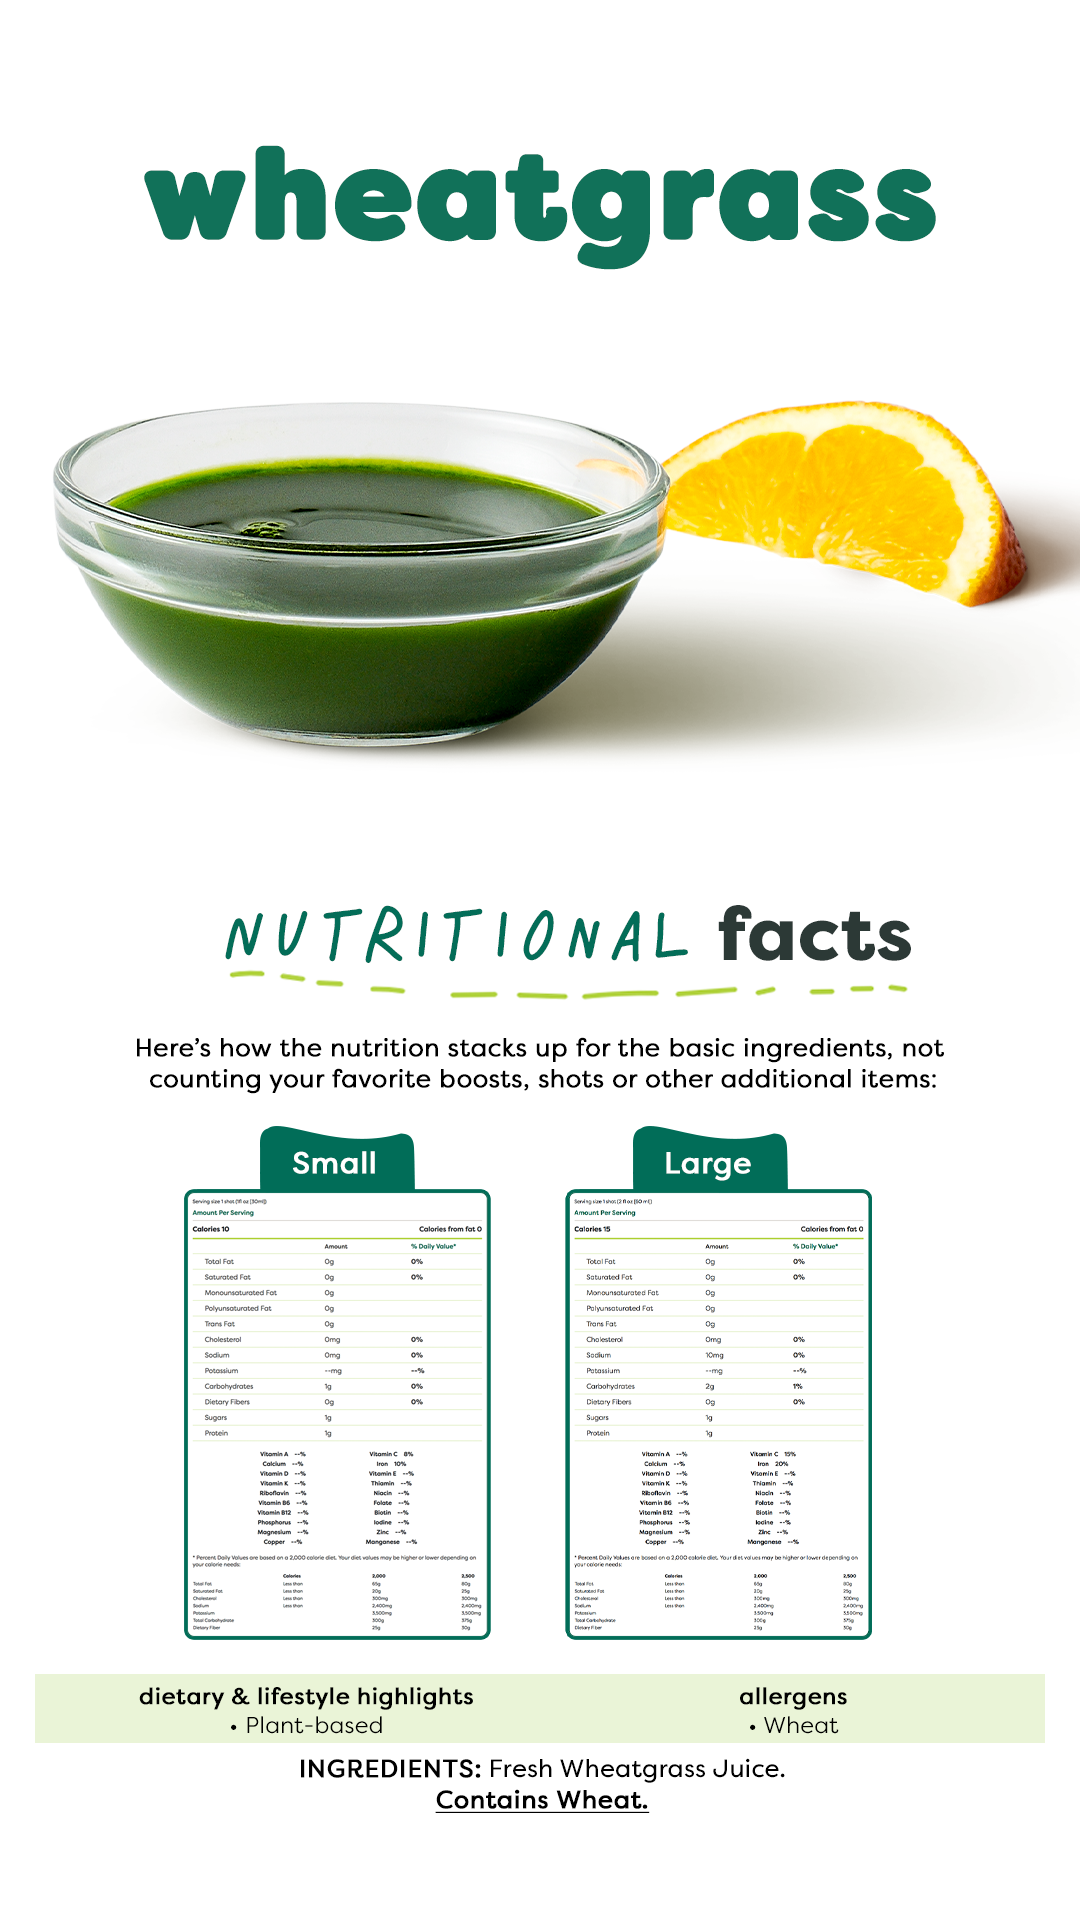 wheatgrass
NUTRITIONAL facts
Here's how the nutrition stacks up for the basic ingredients, not
counting your favorite boosts, shots or other additional items:
Small
Serving size 1 shot (1fl oz (30ml))
Amount Per Serving
Calories 10 Calories from fat 0
Amount % Daily Value*
Total Fat 0g 0%
Saturated Fat 0g 0%
Monounsaturated Fat 0g
Polyunsaturated Fat 0g
Trans Fat 0g
Cholesterol 0mg 0%
Sodium 0mg 0%
Potassium --mg --%
Carbohydrates 1g 0%
Dietary Fibers 0g 0%
Sugars 1g
Protein 1g
Vitamin A --% Vitamin C 8%
Calcium --% Iron 10%
Vitamin D --% Vitamin E --%
Vitamin K --% Thiamin --%
Riboflavin --% Niacin --%
Vitamin B6 --% Folate --%
Vitamin B12 --% Biotin --%
Phosphorus --% Iodine --%
Magnesium --% Zinc --%
Copper --% Manganese --%
* Percent Daily Values are based on a 2,000 calorie diet. Your diet values may be higher or lower depending on
your calorie needs:
Calories 2,000 2,500
Total Fat Less than 65g 80g
Saturated Fat Less than 20g 25g
Cholesterol Less than 300mg 300mg
Sodium Less than 2,400mg 2,400mg
Potassium 3,500mg 3,500mg
Total Carbohydrate 300g 375g
Dietary Fiber 25g 30g
Large
Serving size 1 shot (2 fl oz (60 ml)
Amount Per Serving
Calories 15 Calories from fat 0
Amount % Daily Value*
Total Fat 0g 0%
Saturated Fat 0g 0%
Monounsaturated Fat 0g
Polyunsaturated Fat 0g
Trans Fat 0g
Cholesterol 0mg 0%
Sodium 10mg 0%
Potassium --mg --%
Carbohydrates 2g 1%
Dietary Fibers 0g 0%
Sugars 1g
Protein 1g
Vitamin A --% Vitamin C 15%
Calcium --% Iron 20%
Vitamin D --% Vitamin E --%
Vitamin K --% Thiamin --%
Riboflavin --% Niacin --%
Vitamin B6 --% Folate --%
Vitamin B12 --% Biotin --%
Phosphorus --% Iodine --%
Magnesium --% Zinc --%
Copper --% Manganese --%
* Percent Daily Values are based on a 2,000 calorie diet. Your diet values may be higher or lower depending on
your calorie needs:
Calories 2,000 2,500
Total Fat Less than 65g 80g
Saturated Fat Less than 20g 25g
Cholesterol Less than 300mg 300mg
Sodium Less than 2,400mg 2,400mg
Potassium 3,500mg 3,500mg
Total Carbohydrate 300g 375g
Dietary Fiber 25g 30g
dietary & lifestyle highlights
• Plant-based
allergens
• Wheat
INGREDIENTS: Fresh Wheatgrass Juice.
Contains Wheat.